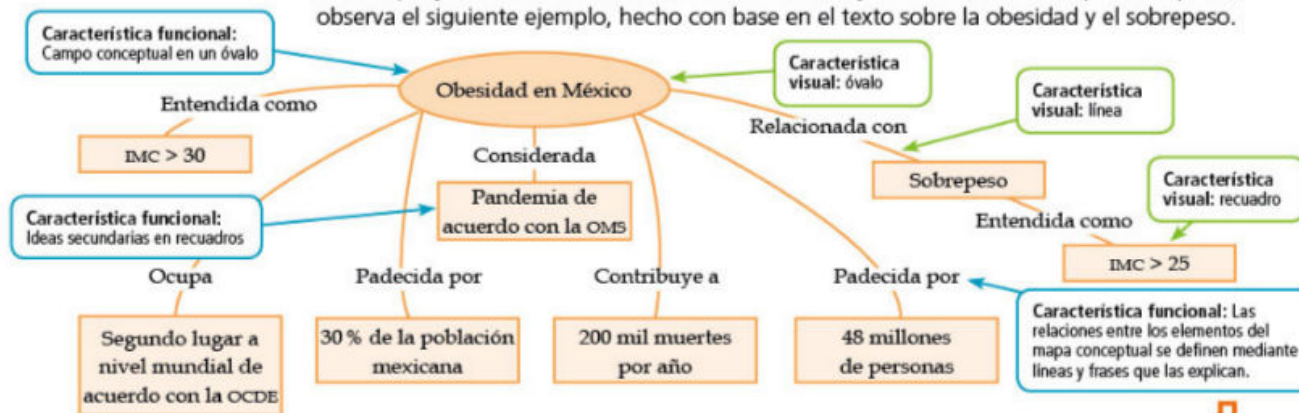 observa el siguiente ejemplo, hecho con base en el texto sobre la obesidad y el sobrepeso.
Característica funcional:
Campo conceptual en un óvalo
Obesidad en México
Característica
visual: óvalo
Característica
visual: línea
Entendida como
IMC > 30
Considerada
Pandemia de
acuerdo con la OMS
Relacionada con
Sobrepeso
Característica
visual: recuadro
Entendida como
IMC > 25
Característica funcional:
Ideas secundarias en recuadros
Ocupa
Segundo lugar a
nivel mundial de
acuerdo con la OCDE
Padecida por
30 % de la población
mexicana
Contribuye a
200 mil muertes
por año
Padecida por
48 millones
de personas
Característica funcional: Las
relaciones entre los elementos del
mapa conceptual se definen mediante
líneas y frases que las explican.